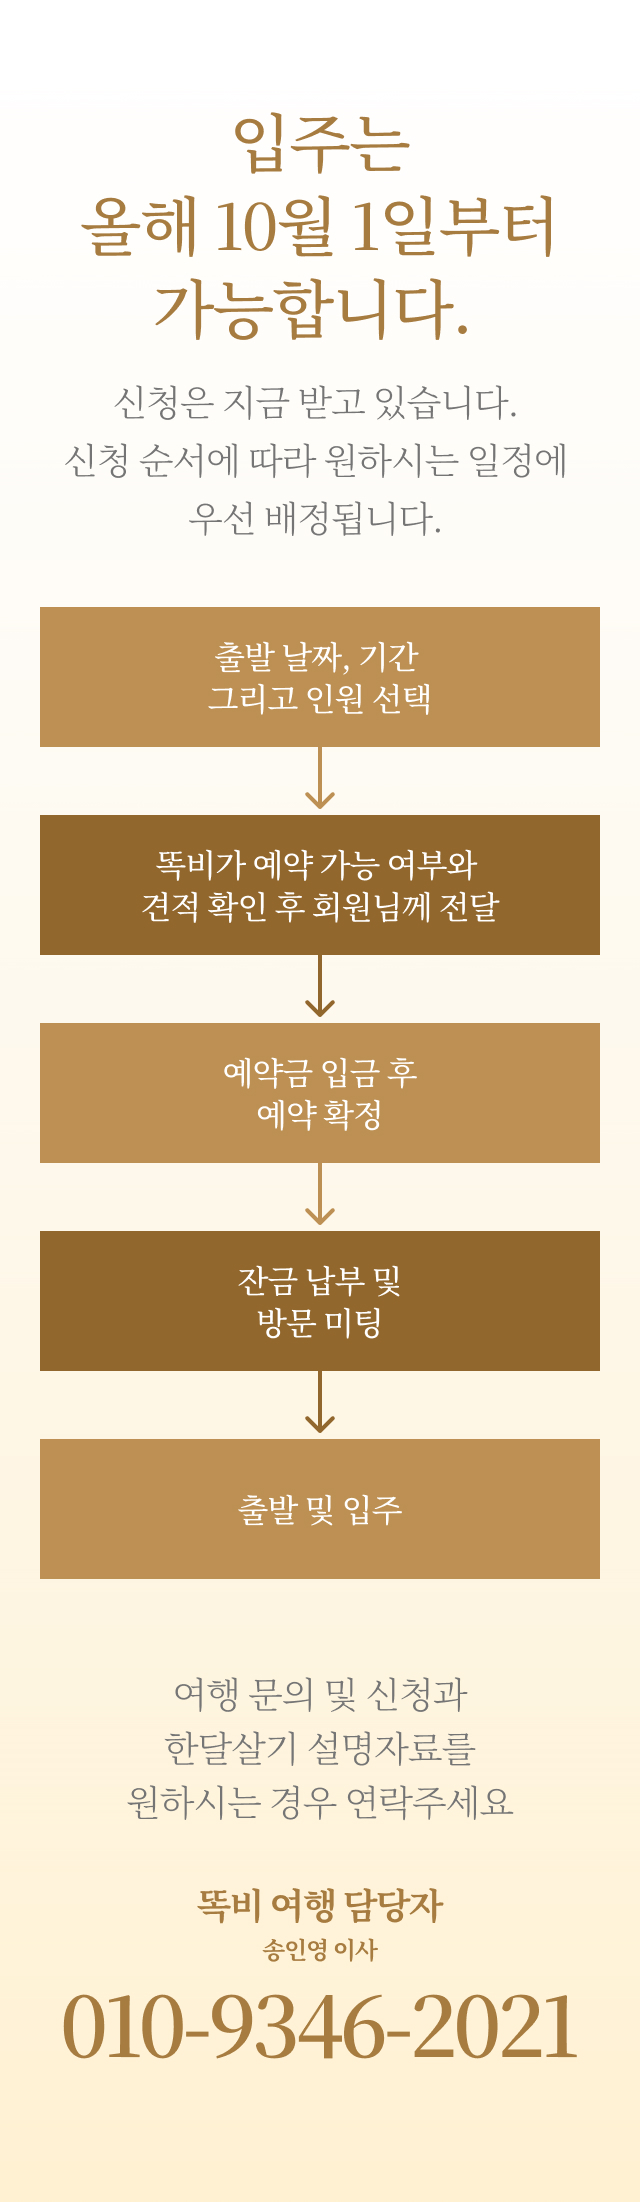 입주는
올해 10월 1일부터
가능합니다.
신청은 지금 받고 있습니다.
신청 순서에 따라 원하시는 일정에
우선 배정됩니다.
출발 날짜, 기간
그리고 인원 선택
똑비가 예약 가능 여부와
견적 확인 후 회원님께 전달
예약금 입금 후
예약 확정
잔금 납부 및
방문 미팅
출발 및 입주
여행 문의 및 신청과
한달살기 설명자료를
원하시는 경우 연락주세요
똑비 여행 담당자
송인영 이사
010-9346-2021